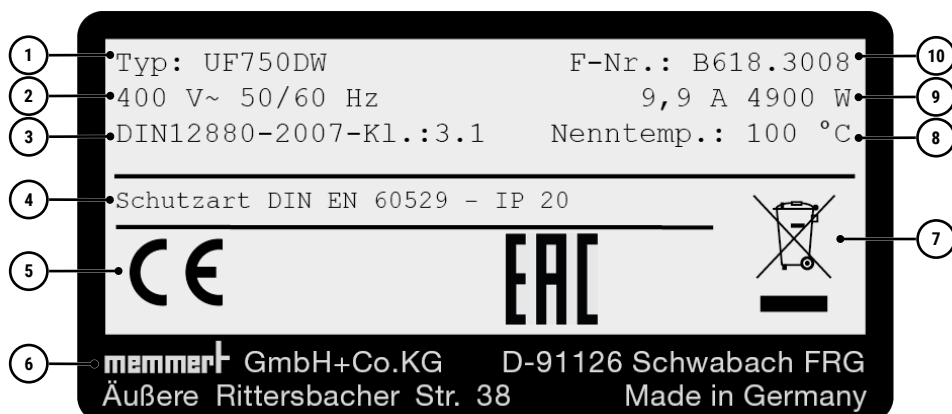 1 Typ: UF750DW F-Nr.: B618.3008 10
2 400 V~ 50/60 Hz 9,9 A 4900 W 9
3 DIN12880-2007-Kl.:3.1 Nenntemp.: 100 °C 8
4 Schutzart DIN EN 60529 - IP 20
7
5 CE EAC
6 memmert GmbH+Co.KG D-91126 Schwabach FRG
Äußere Rittersbacher Str. 38 Made in Germany